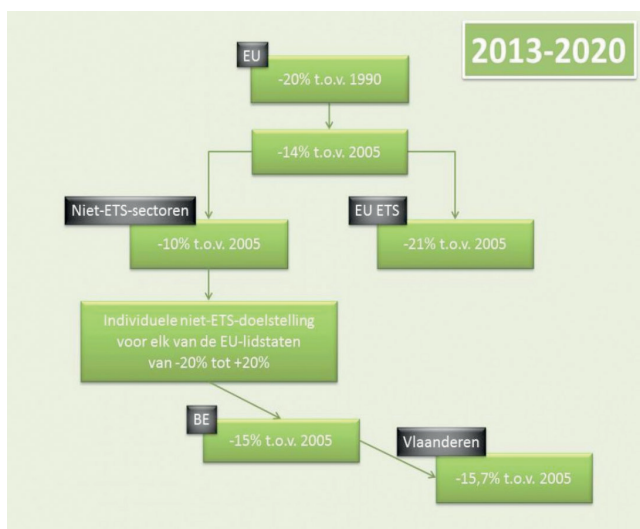 2013-2020
EU
-20% t.o.v. 1990
-14% t.o.v. 2005
Niet-ETS-sectoren
-10% t.o.v. 2005
EU ETS
-21% t.o.v. 2005
Individuele niet-ETS-doelstelling
voor elk van de EU-lidstaten
van -20% tot +20%
BE
-15% t.o.v. 2005
Vlaanderen
-15,7% t.o.v. 2005